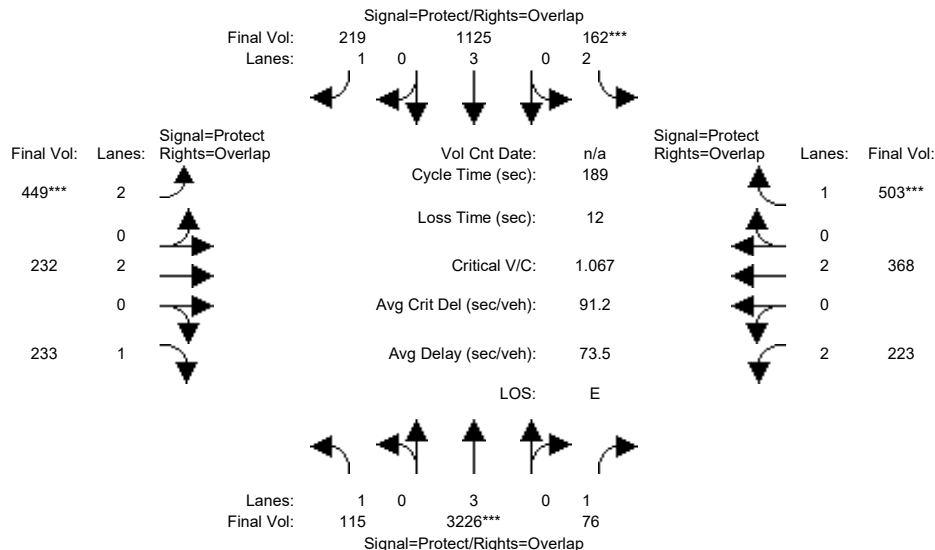 Signal=Protect/Rights=Overlap
Final Vol: 219 1125 162***
Lanes: 1 0 3 0 2
Signal=Protect Signal=Protect
Final Vol: Lanes: Rights=Overlap Vol Cnt Date: n/a Rights=Overlap Lanes: Final Vol:
Cycle Time (sec): 189
449*** 2 1 503***
Loss Time (sec): 12
0 0
232 2 Critical V/C: 1.067 2 368
0 Avg Crit Del (sec/veh): 91.2 0
233 1 Avg Delay (sec/veh): 73.5 2 223
LOS: E
Lanes: 1 0 3 0 1
Final Vol: 115 3226*** 76
Signal=Protect/Rights=Overlap